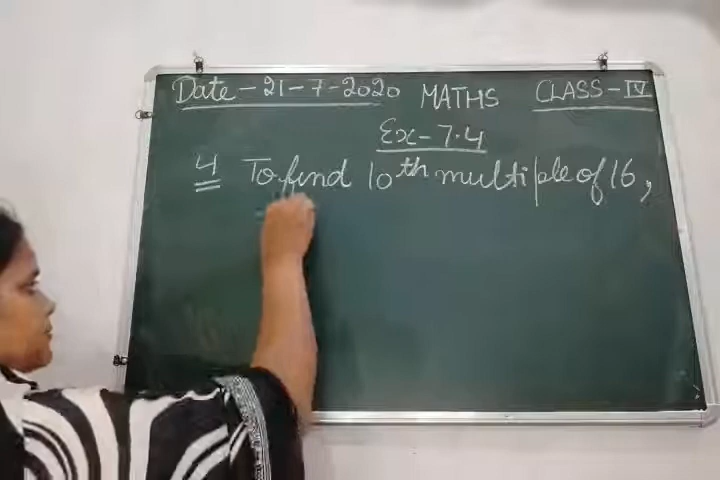 Date - 21-7-2020 MATHS CLASS-IV
Ex-7.4
4 To find 10th multiple of 16,